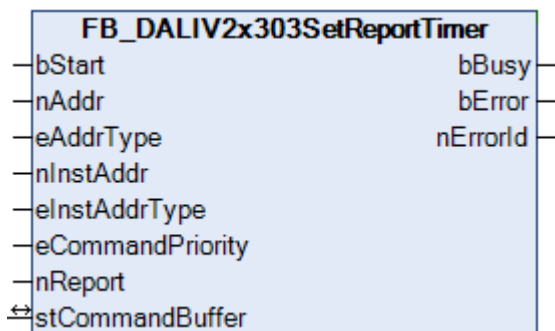 FB_DALIV2x303SetReportTimer
bStart bBusy
nAddr bError
eAddrType nErrorId
nInstAddr
eInstAddrType
eCommandPriority
nReport
stCommandBuffer